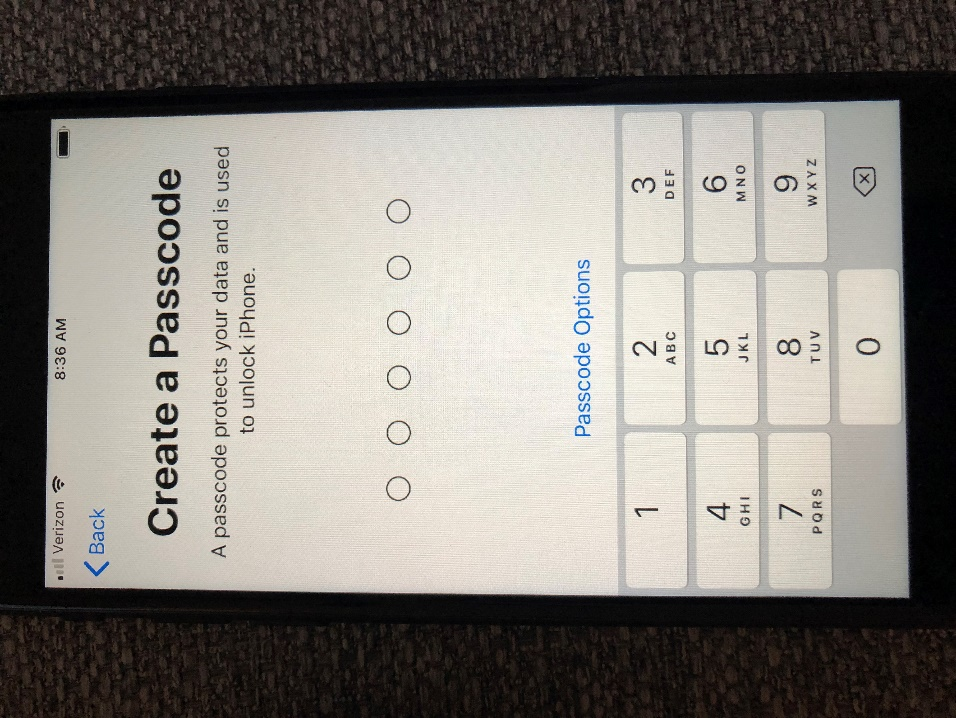 Verizon 8:36 AM
Back
Create a Passcode
A passcode protects your data and is used
to unlock iPhone.
Passcode Options
1 2 3
ABC DEF
4 5 6
GHI JKL MNO
7 8 9
PQRS TUV WXYZ
0